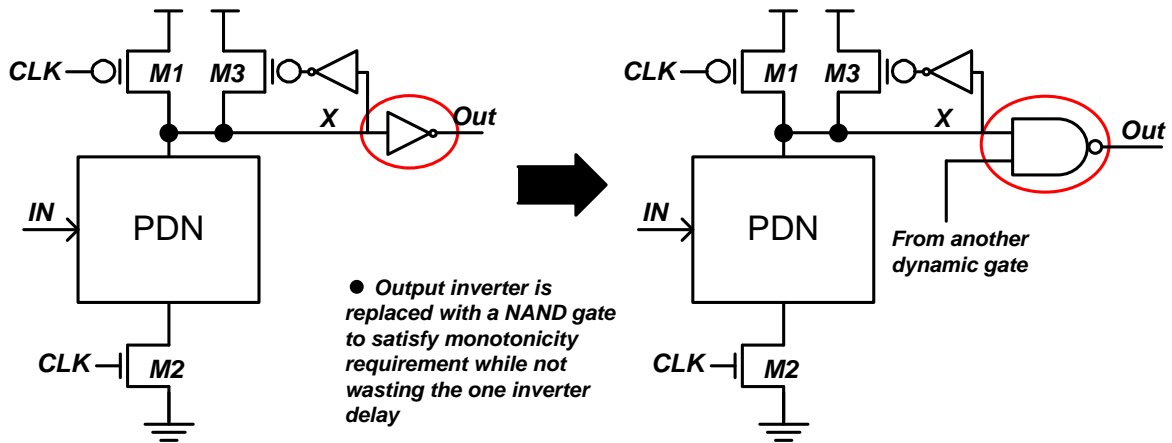 CLK
M1
M3
X
Out
IN
PDN
CLK
M2
● Output inverter is
replaced with a NAND gate
to satisfy monotonicity
requirement while not
wasting the one inverter
delay
CLK
M1
M3
X
Out
IN
PDN
From another
dynamic gate
CLK
M2